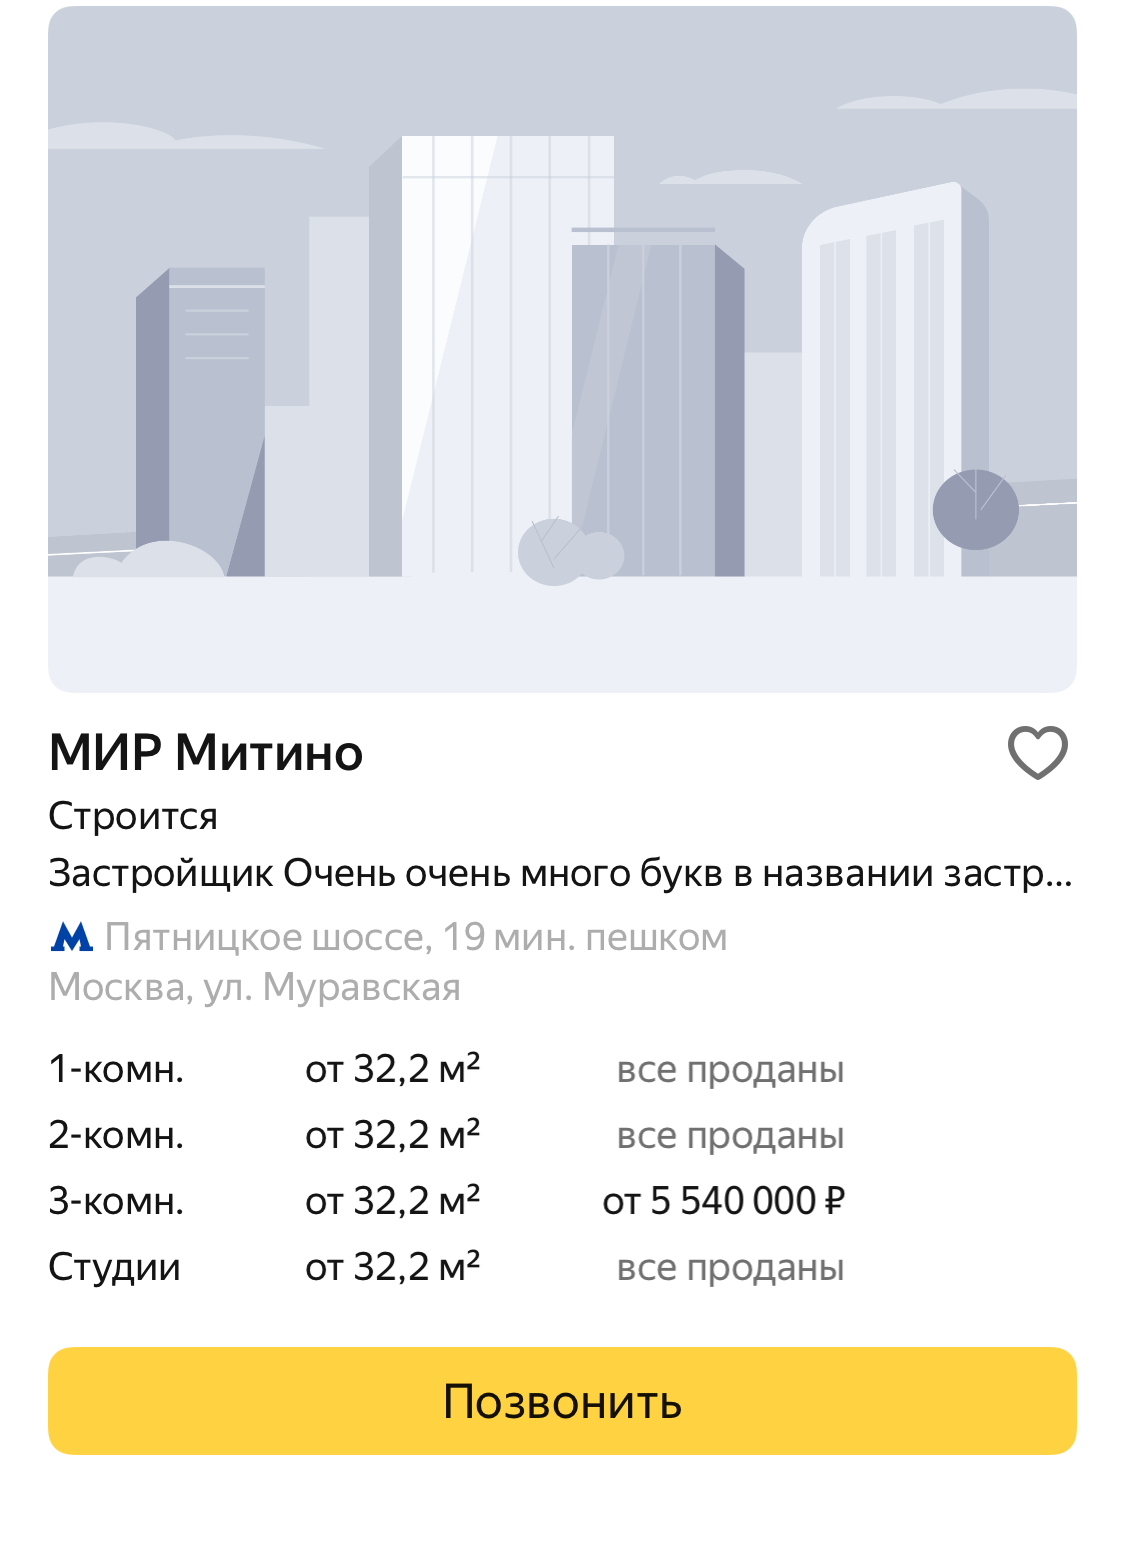 МИР Митино
Строится
Застройщик Очень очень много букв в названии застр...
Пятницкое шоссе, 19 мин. пешком
Москва, ул. Муравская
1-комн. от 32,2 м² все проданы
2-комн. от 32,2 м² все проданы
3-комн. от 32,2 м² от 5 540 000 ₽
Студии от 32,2 м² все проданы
Позвонить